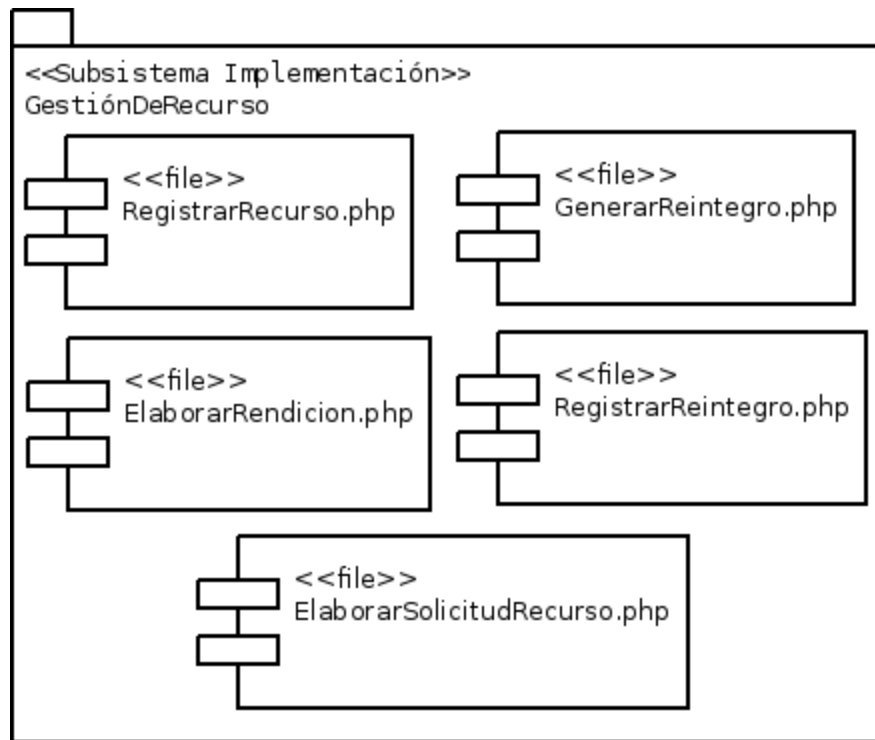 <<Subsistema Implementación>>
GestiónDeRecurso
<<file>>
RegistrarRecurso.php
<<file>>
GenerarReintegro.php
<<file>>
ElaborarRendicion.php
<<file>>
RegistrarReintegro.php
<<file>>
ElaborarSolicitudRecurso.php